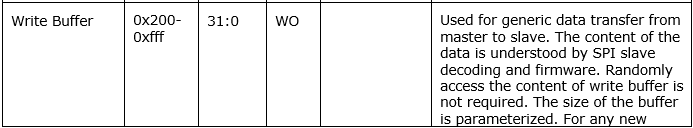 Write Buffer
0x200-
0xfff
31:0
WO
Used for generic data transfer from
master to slave. The content of the
data is understood by SPI slave
decoding and firmware. Randomly
access the content of write buffer is
not required. The size of the buffer
is parameterized. For any new